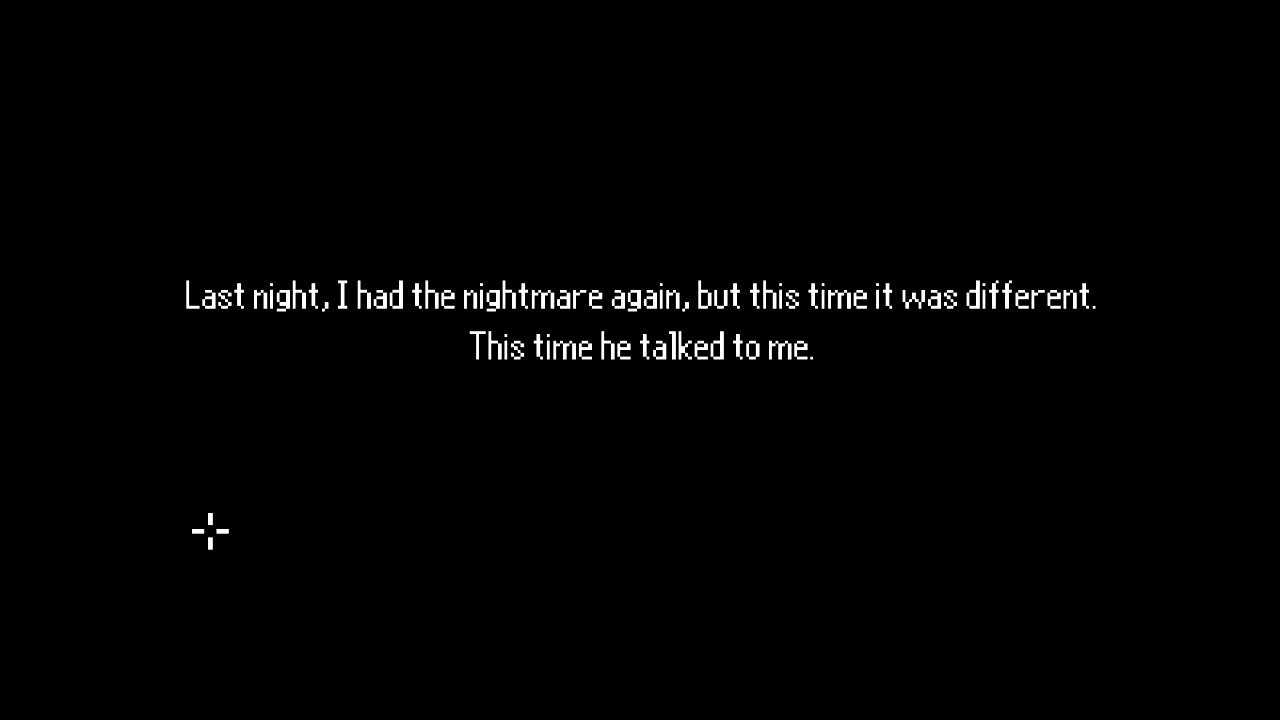 Last night, I had the nightmare again, but this time it was different.
This time he talked to me.